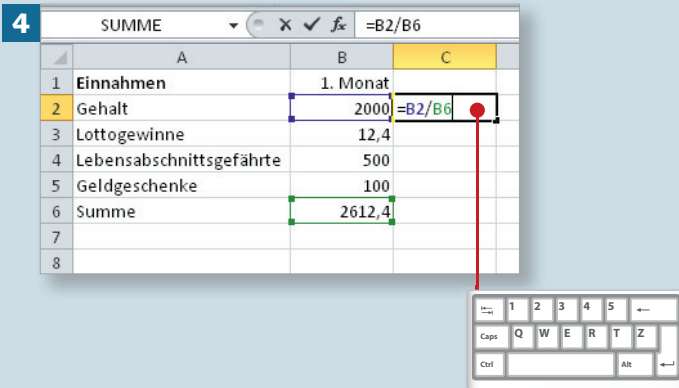 4
SUMME fx =B2/B6
A B C
1 Einnahmen 1. Monat
2 Gehalt 2000 =B2/B6
3 Lottogewinne 12,4
4 Lebensabschnittsgefährte 500
5 Geldgeschenke 100
6 Summe 2612,4
7
8
1 2 3 4 5
Caps Q W E R T Z
Ctrl Alt